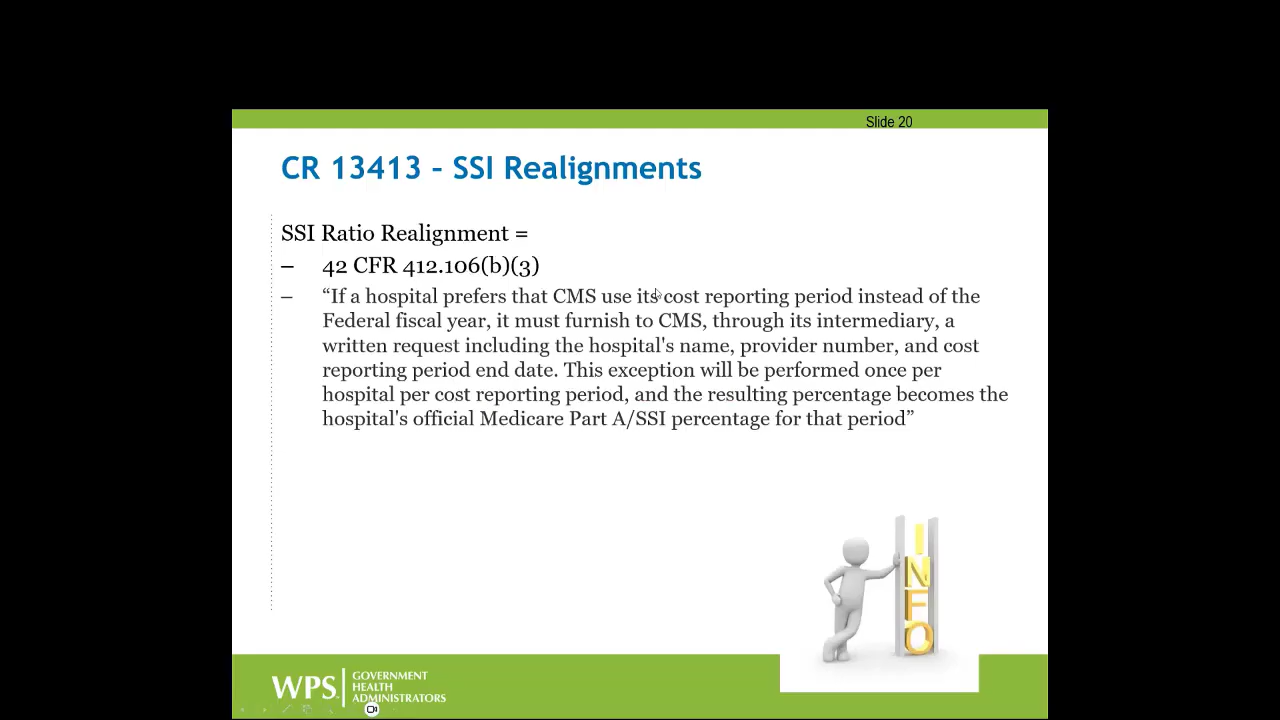 Slide 20
CR 13413 – SSI Realignments
SSI Ratio Realignment =
– 42 CFR 412.106(b)(3)
– “If a hospital prefers that CMS use its cost reporting period instead of the
Federal fiscal year, it must furnish to CMS, through its intermediary, a
written request including the hospital's name, provider number, and cost
reporting period end date. This exception will be performed once per
hospital per cost reporting period, and the resulting percentage becomes the
hospital's official Medicare Part A/SSI percentage for that period”
INFO
WPS.
GOVERNMENT
HEALTH
ADMINISTRATORS